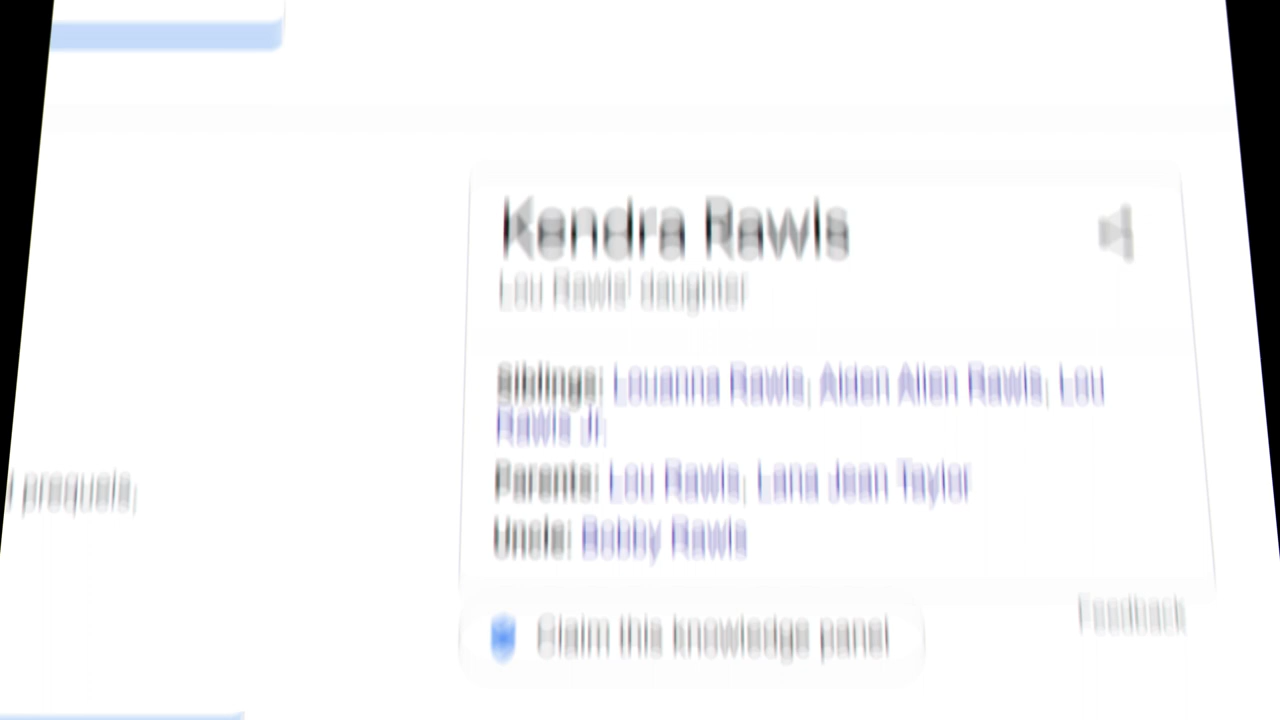 Kendra Rawls
Lou Rawls' daughter
Siblings: Louanna Rawls, Aiden Allen Rawls, Lou
Rawls Jr.
Parents: Lou Rawls, Lana Jean Taylor
Uncle: Bobby Rawls
prequels,
Claim this knowledge panel
Feedback